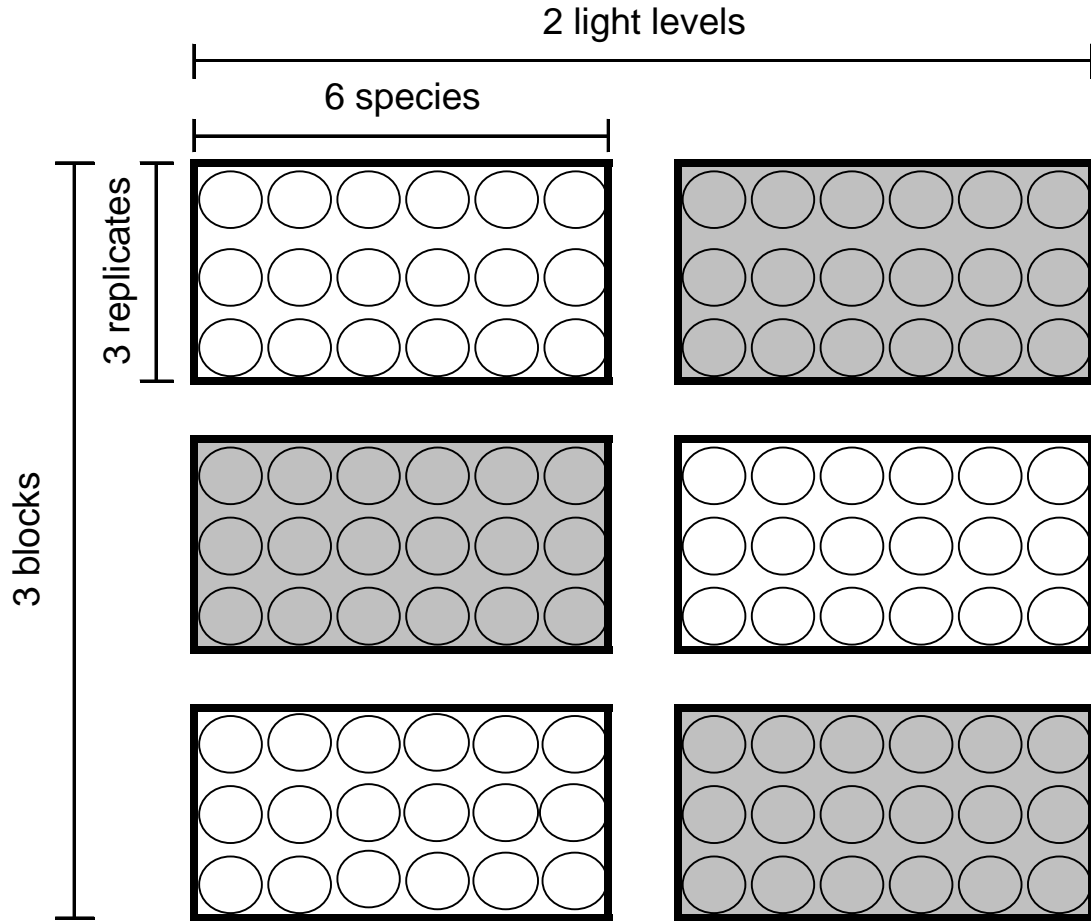 2 light levels
6 species
3 replicates
3 blocks